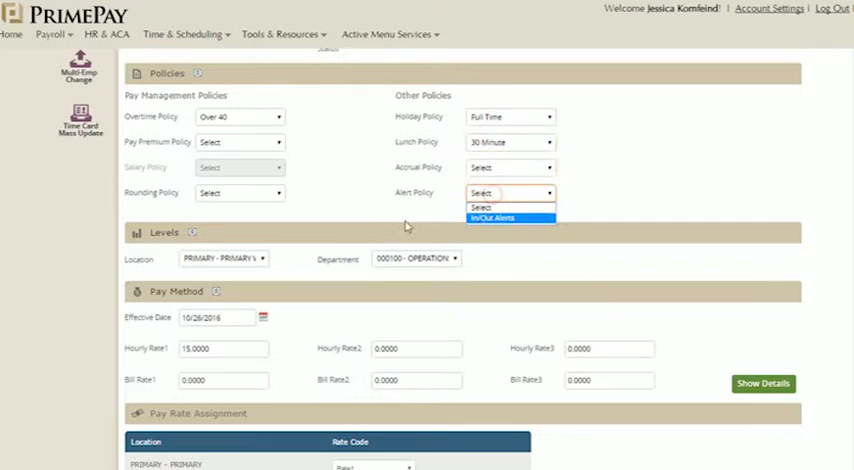 PRIMEPAY
Welcome Jessica Kornfeind! | Account Settings | Log Out
Home Payroll HR & ACA Time & Scheduling Tools & Resources Active Menu Services
Status
Multi-Emp
Change
Time Card
Mass Update
Policies
Pay Management Policies Other Policies
Overtime Policy Over 40 Holiday Policy Full Time
Pay Premium Policy Select Lunch Policy 30 Minute
Salary Policy Select Accrual Policy Select
Rounding Policy Select Alert Policy Select
Select
In/Out Alerts
Levels
Location PRIMARY - PRIMARY Department 000100 - OPERATION
Pay Method
Effective Date 10/26/2016
Hourly Rate1 15.0000 Hourly Rate2 0.0000 Hourly Rate3 0.0000
Bill Rate1 0.0000 Bill Rate2 0.0000 Bill Rate3 0.0000
Show Details
Pay Rate Assignment
Location Rate Code
PRIMARY - PRIMARY
Rate1